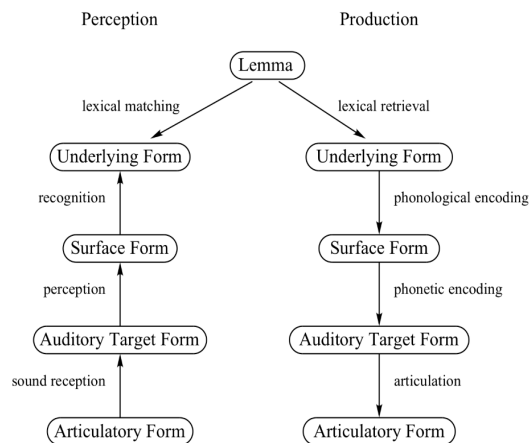 Perception Production
Lemma
lexical matching lexical retrieval
Underlying Form Underlying Form
recognition phonological encoding
Surface Form Surface Form
perception phonetic encoding
Auditory Target Form Auditory Target Form
sound reception articulation
Articulatory Form Articulatory Form